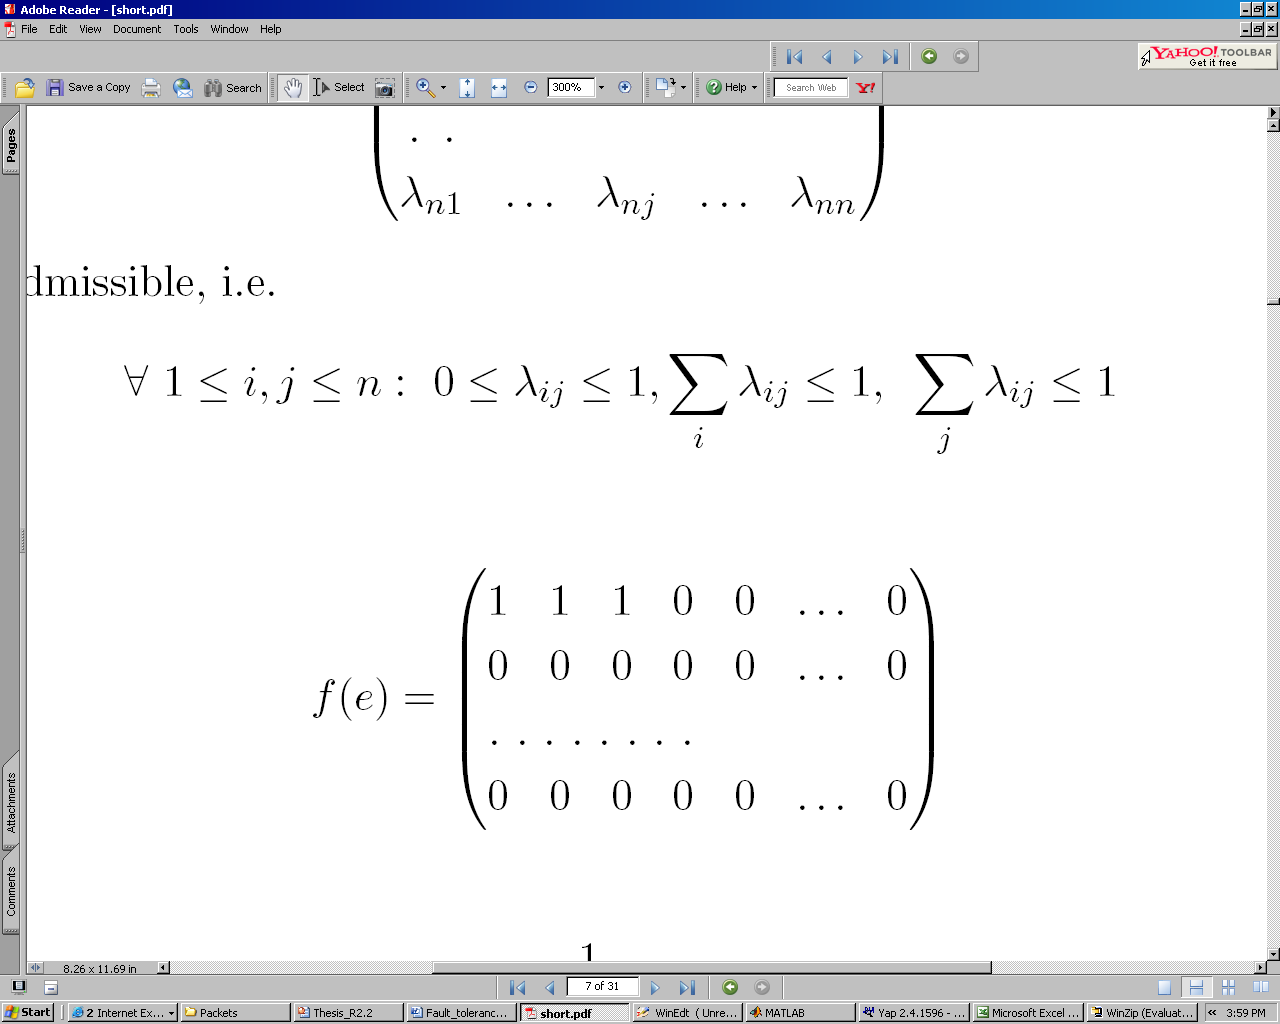 Adobe Reader - [short.pdf]
File Edit View Document Tools Window Help
YAHOO! TOOLBAR
Get it free
Save a Copy Search Select 300% Help Search Web Y!
Pages
. .
λn1 ... λnj ... λnn
dmissible, i.e.
∀ 1 ≤ i, j ≤ n : 0 ≤ λij ≤ 1, ∑i λij ≤ 1, ∑j λij ≤ 1
f(e) =
1 1 1 0 0 ... 0
0 0 0 0 0 ... 0
. . . . . . . .
0 0 0 0 0 ... 0
1
Attachments
Comments
8.26 x 11.69 in
7 of 31
Start 2 Internet Ex... Packets Thesis_R2.2 Fault_toleranc... short.pdf WinEdt ( Unre... MATLAB Yap 2.4.1596 - ... Microsoft Excel ... WinZip (Evaluat... « 3:59 PM